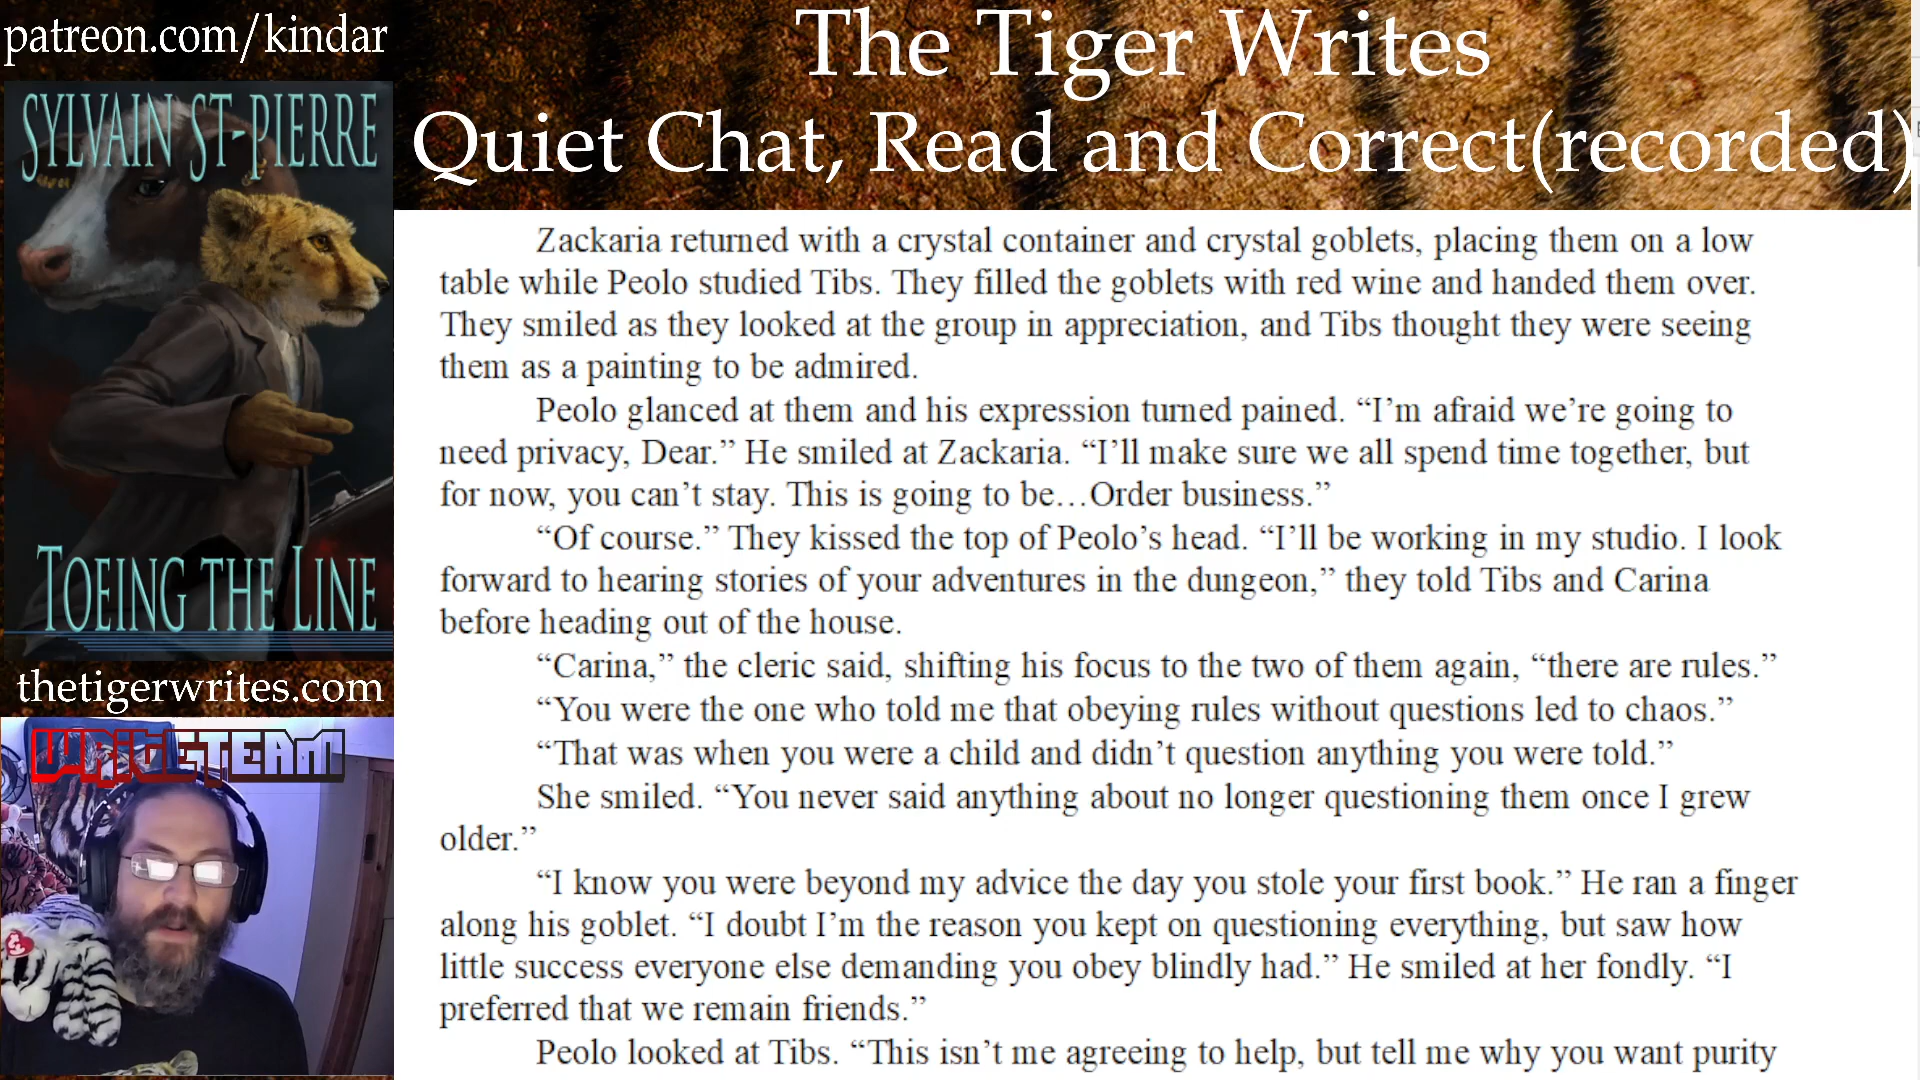 patreon.com/kindar
SYLVAIN ST-PIERRE
TOEING THE LINE
thetigerwrites.com
WRITETEAM
The Tiger Writes
Quiet Chat, Read and Correct(recorded)
Zackaria returned with a crystal container and crystal goblets, placing them on a low
table while Peolo studied Tibs. They filled the goblets with red wine and handed them over.
They smiled as they looked at the group in appreciation, and Tibs thought they were seeing
them as a painting to be admired.
Peolo glanced at them and his expression turned pained. “I’m afraid we’re going to
need privacy, Dear.” He smiled at Zackaria. “I’ll make sure we all spend time together, but
for now, you can’t stay. This is going to be…Order business.”
“Of course.” They kissed the top of Peolo’s head. “I’ll be working in my studio. I look
forward to hearing stories of your adventures in the dungeon,” they told Tibs and Carina
before heading out of the house.
“Carina,” the cleric said, shifting his focus to the two of them again, “there are rules.”
“You were the one who told me that obeying rules without questions led to chaos.”
“That was when you were a child and didn’t question anything you were told.”
She smiled. “You never said anything about no longer questioning them once I grew
older.”
“I know you were beyond my advice the day you stole your first book.” He ran a finger
along his goblet. “I doubt I’m the reason you kept on questioning everything, but saw how
little success everyone else demanding you obey blindly had.” He smiled at her fondly. “I
preferred that we remain friends.”
Peolo looked at Tibs. “This isn’t me agreeing to help, but tell me why you want purity